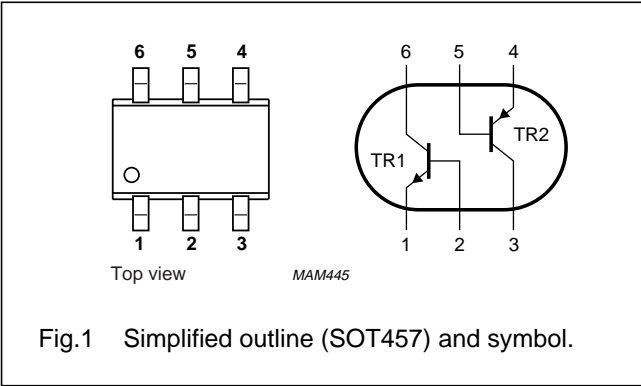 6 5 4
6 5 4
TR1
TR2
1 2 3
1 2 3
Top view
MAM445
Fig.1 Simplified outline (SOT457) and symbol.